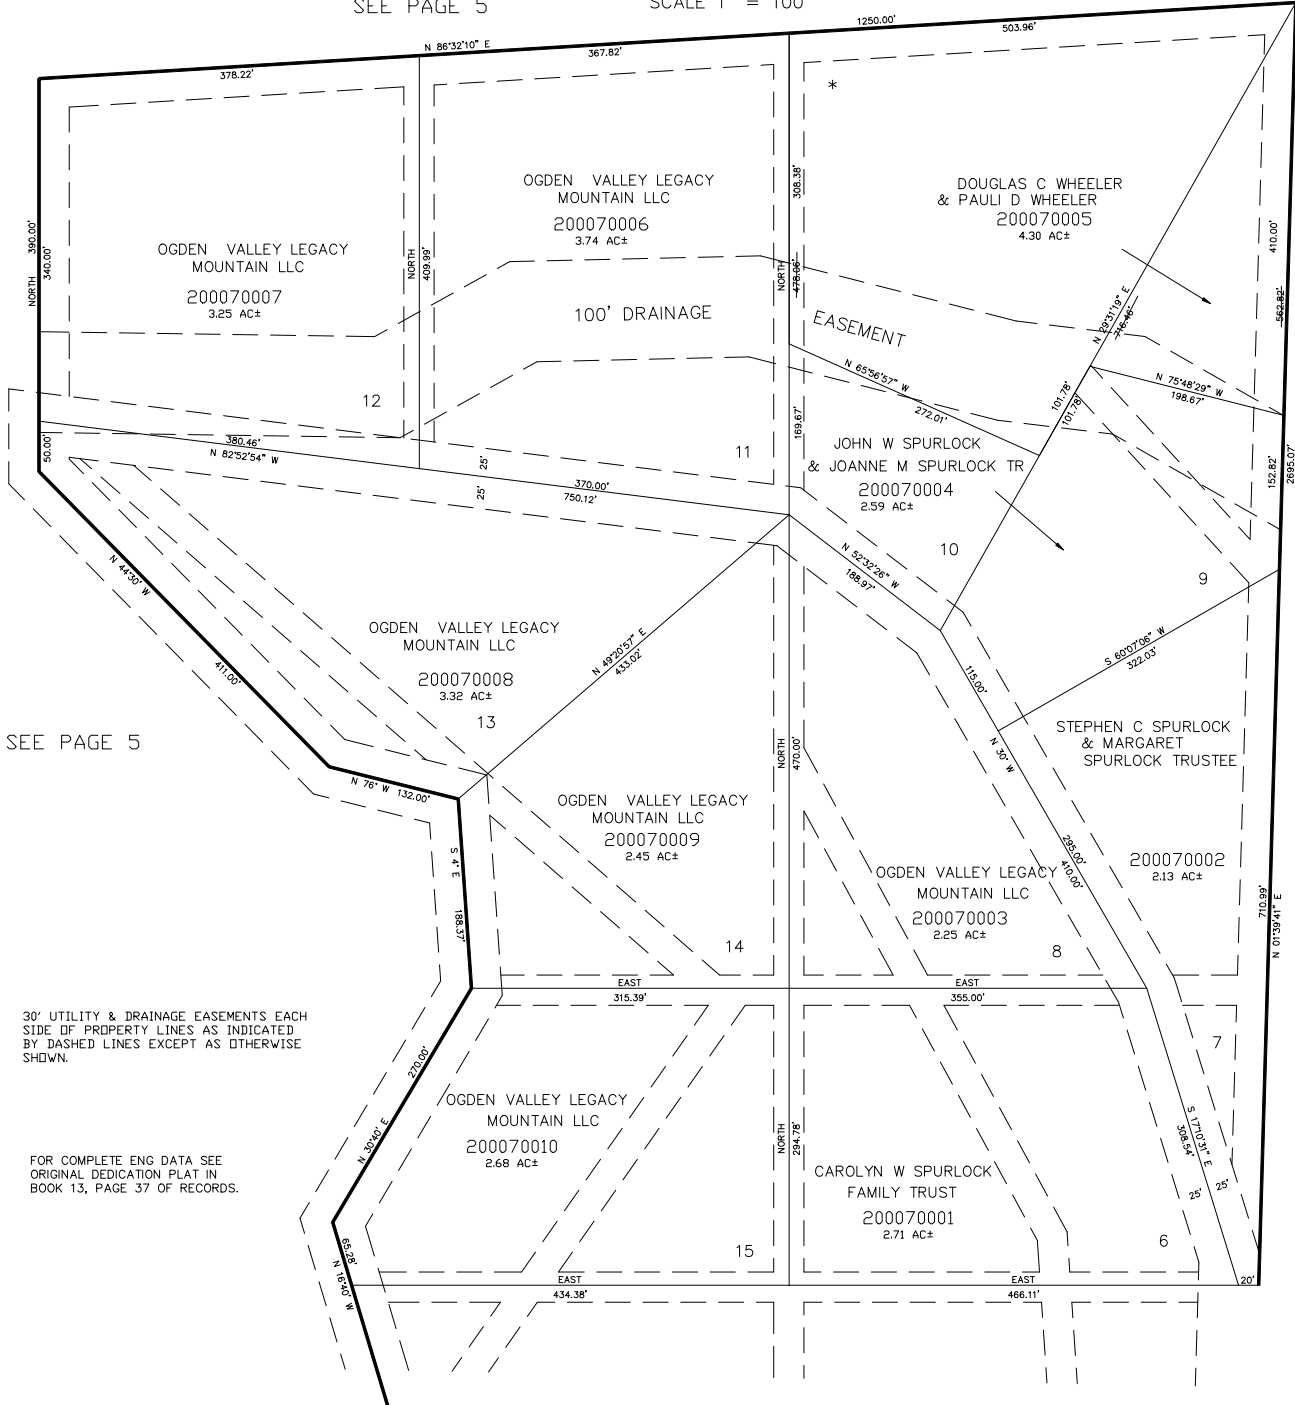 SEE PAGE 5
SCALE 1" = 100'
1250.00'
503.96'
N 86°32'10" E
367.82'
378.22'
*
OGDEN VALLEY LEGACY
MOUNTAIN LLC
200070006
3.74 AC±
DOUGLAS C WHEELER
& PAULI D WHEELER
200070005
4.30 AC±
OGDEN VALLEY LEGACY
MOUNTAIN LLC
200070007
3.25 AC±
NORTH 390.00'
340.00'
50.00'
NORTH
409.99'
308.38'
NORTH
478.06'
169.67'
410.00'
562.82'
152.82'
2695.07'
100' DRAINAGE
EASEMENT
N 29°31'19" E
716.46'
101.78'
101.78'
N 65°56'57" W
272.01'
N 75°48'29" W
198.67'
12
11
380.46'
N 82°52'54" W
25'
25'
370.00'
750.12'
JOHN W SPURLOCK
& JOANNE M SPURLOCK TR
200070004
2.59 AC±
10
9
N 52°32'26" W
188.97'
N 44°30' W
411.00'
OGDEN VALLEY LEGACY
MOUNTAIN LLC
200070008
3.32 AC±
13
N 49°20'57" E
433.02'
S 60°07'06" W
322.03'
115.00'
N 30° W
295.00'
410.00'
SEE PAGE 5
NORTH
470.00'
STEPHEN C SPURLOCK
& MARGARET
SPURLOCK TRUSTEE
200070002
2.13 AC±
N 76° W 132.00'
OGDEN VALLEY LEGACY
MOUNTAIN LLC
200070009
2.45 AC±
S 4° E
188.37'
OGDEN VALLEY LEGACY
MOUNTAIN LLC
200070003
2.25 AC±
710.99'
N 01°39'41" E
14
8
EAST
315.39'
EAST
355.00'
30' UTILITY & DRAINAGE EASEMENTS EACH
SIDE OF PROPERTY LINES AS INDICATED
BY DASHED LINES EXCEPT AS OTHERWISE
SHOWN.
7
270.00'
N 30°40' E
OGDEN VALLEY LEGACY
MOUNTAIN LLC
200070010
2.68 AC±
NORTH
294.78'
S 17°10'31" E
308.54'
25'
25'
FOR COMPLETE ENG DATA SEE
ORIGINAL DEDICATION PLAT IN
BOOK 13, PAGE 37 OF RECORDS.
CAROLYN W SPURLOCK
FAMILY TRUST
200070001
2.71 AC±
15
6
65.28'
N 16°40' W
EAST
434.38'
EAST
466.11'
20'